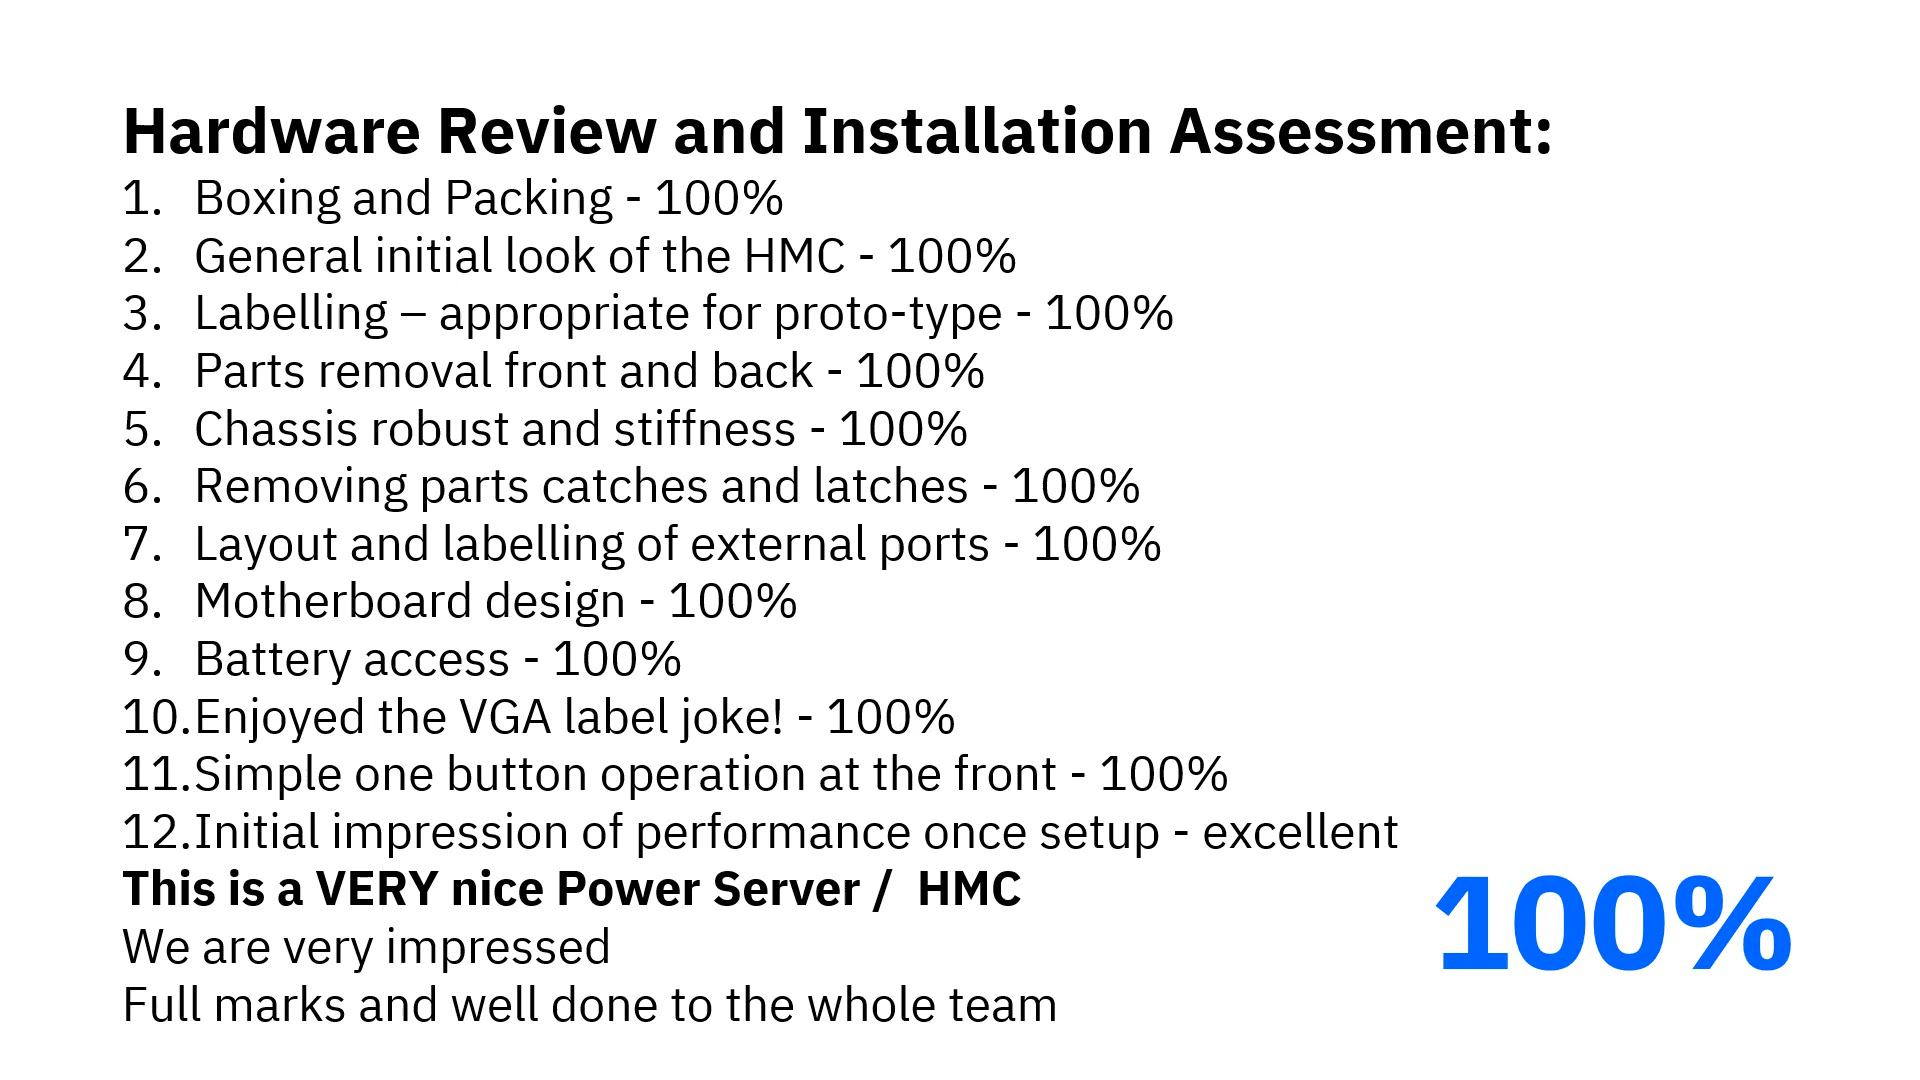 Hardware Review and Installation Assessment:
1. Boxing and Packing - 100%
2. General initial look of the HMC - 100%
3. Labelling – appropriate for proto-type - 100%
4. Parts removal front and back - 100%
5. Chassis robust and stiffness - 100%
6. Removing parts catches and latches - 100%
7. Layout and labelling of external ports - 100%
8. Motherboard design - 100%
9. Battery access - 100%
10.Enjoyed the VGA label joke! - 100%
11.Simple one button operation at the front - 100%
12.Initial impression of performance once setup - excellent
This is a VERY nice Power Server /  HMC
We are very impressed
Full marks and well done to the whole team
100%